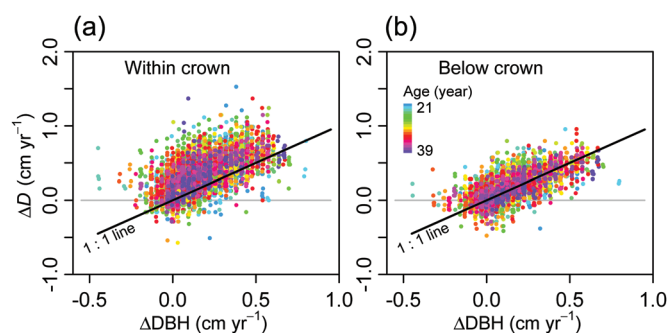 (a)
(b)
Within crown
Below crown
Age (year)
21
39
2.0
1.0
0.0
-1.0
ΔD (cm yr⁻¹)
1 : 1 line
-0.5
0.0
0.5
1.0
ΔDBH (cm yr⁻¹)
2.0
1.0
0.0
-1.0
1 : 1 line
-0.5
0.0
0.5
1.0
ΔDBH (cm yr⁻¹)